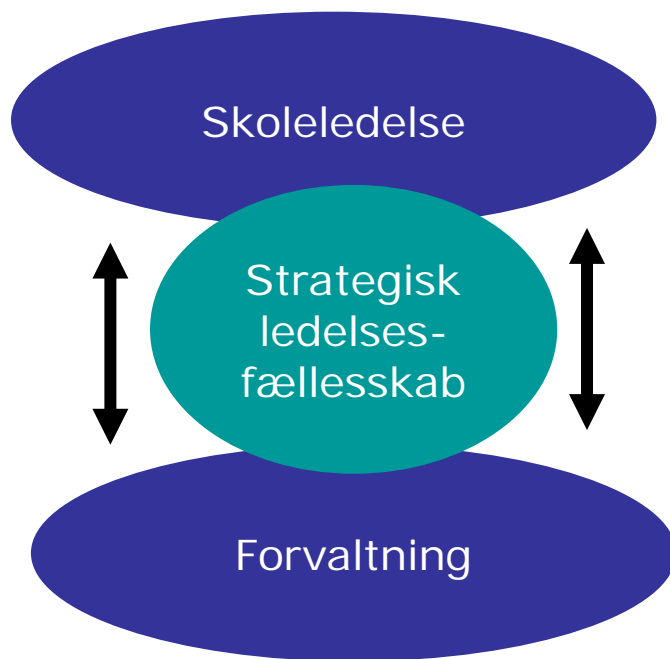 Skoleledelse
Strategisk
ledelses-
fællesskab
Forvaltning